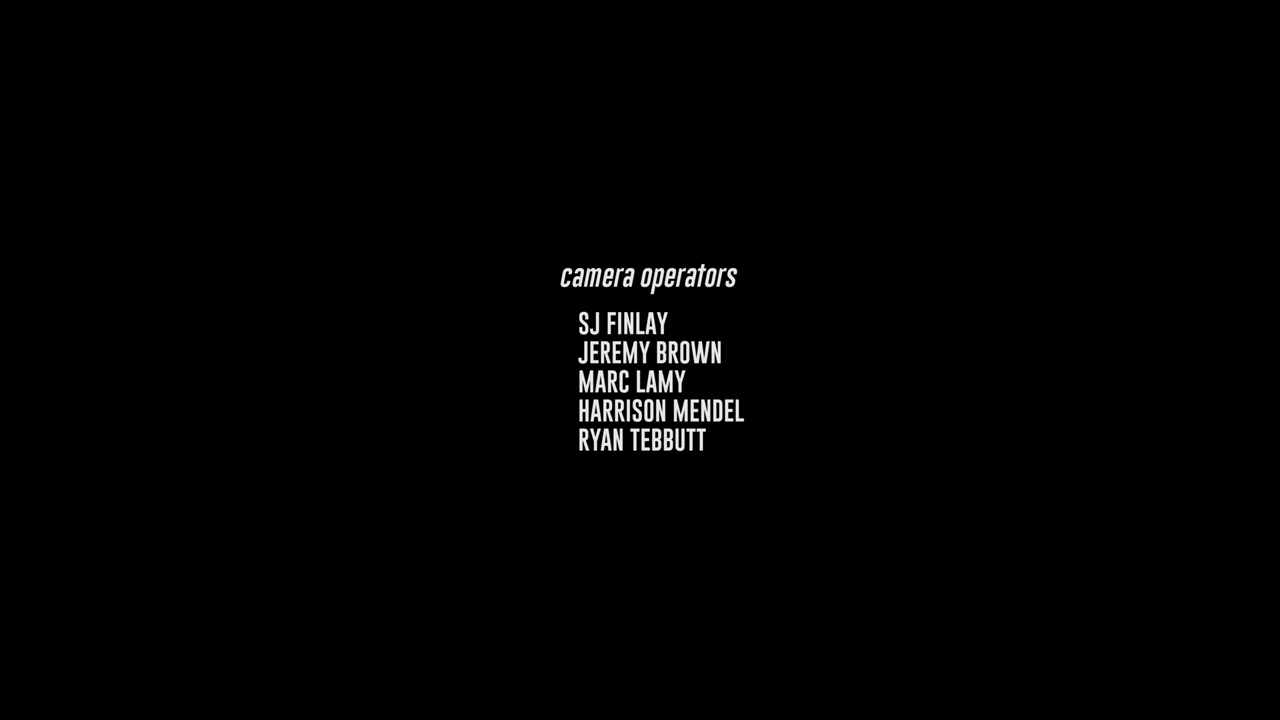 camera operators
SJ FINLAY
JEREMY BROWN
MARC LAMY
HARRISON MENDEL
RYAN TEBBUTT